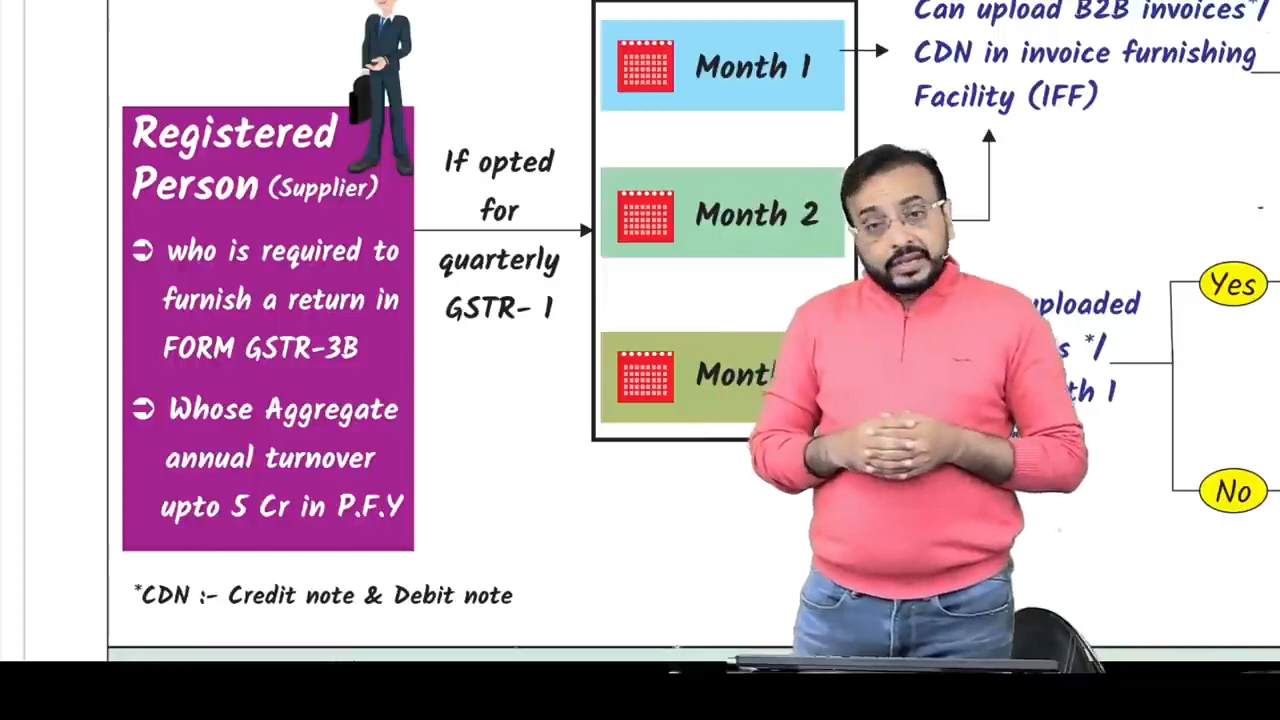 Registered
Person (Supplier)
➲ who is required to
furnish a return in
FORM GSTR-3B
➲ Whose Aggregate
annual turnover
upto 5 Cr in P.F.Y
*CDN :- Credit note & Debit note
If opted
for
quarterly
GSTR- 1
Month 1
Month 2
Mont
Can upload B2B invoices*/
CDN in invoice furnishing
Facility (IFF)
uploaded
s */
th 1
Yes
No